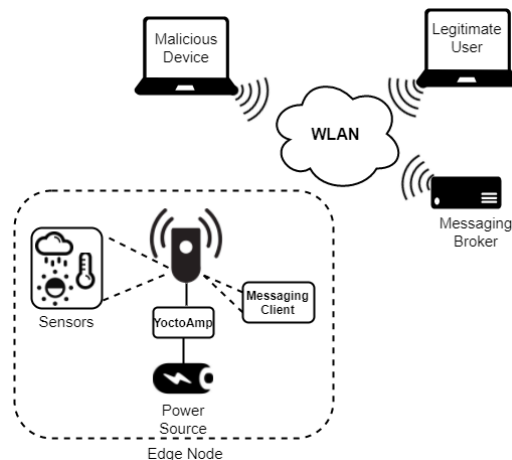 Malicious
Device
Legitimate
User
WLAN
Messaging
Broker
Sensors
Messaging
Client
YoctoAmp
Power
Source
Edge Node